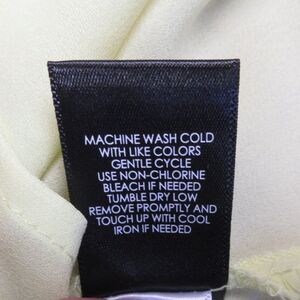 MACHINE WASH COLD
WITH LIKE COLORS
GENTLE CYCLE
USE NON-CHLORINE
BLEACH IF NEEDED
TUMBLE DRY LOW
REMOVE PROMPTLY AND
TOUCH UP WITH COOL
IRON IF NEEDED